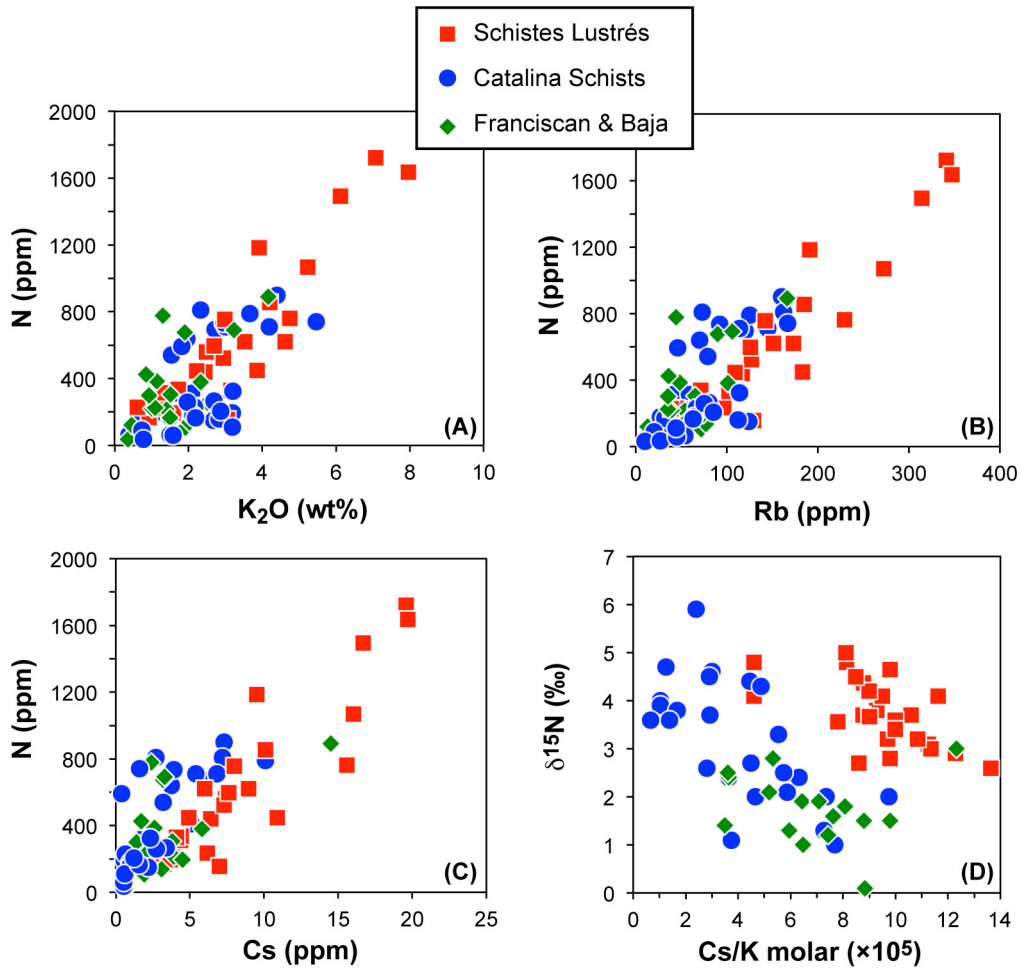 Schistes Lustrés
Catalina Schists
Franciscan & Baja
2000
1600
1200
800
400
0
N (ppm)
0 2 4 6 8 10
K₂O (wt%)
(A)
1600
1200
800
400
0
N (ppm)
0 100 200 300 400
Rb (ppm)
(B)
2000
1600
1200
800
400
0
N (ppm)
0 5 10 15 20 25
Cs (ppm)
(C)
7
6
5
4
3
2
1
0
δ¹⁵N (‰)
0 2 4 6 8 10 12 14
Cs/K molar (×10⁵)
(D)